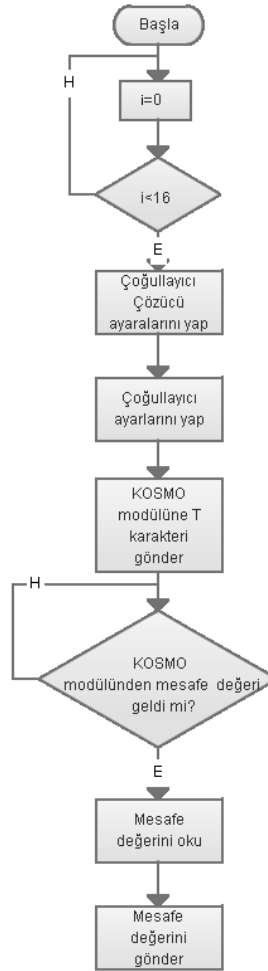 Başla
H
i=0
i<16
E
Çoğullayıcı
Çözücü
ayaralarını yap
Çoğullayıcı
ayarlarını yap
KOSMO
modülüne T
karakteri
gönder
H
KOSMO
modülünden mesafe değeri
geldi mi?
E
Mesafe
değerini oku
Mesafe
değerini
gönder